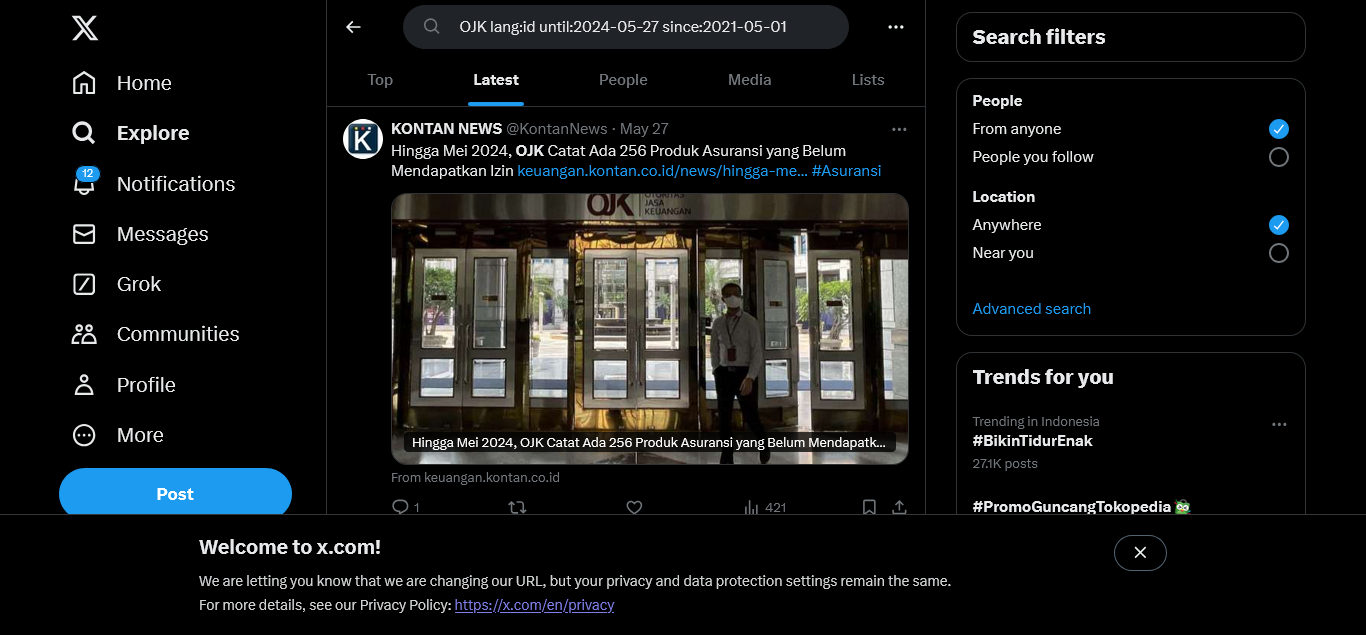 Home
Explore
12
Notifications
Messages
Grok
Communities
Profile
More
Post
OJK lang:id until:2024-05-27 since:2021-05-01
Top
Latest
People
Media
Lists
KONTAN NEWS @KontanNews · May 27
Hingga Mei 2024, OJK Catat Ada 256 Produk Asuransi yang Belum
Mendapatkan Izin keuangan.kontan.co.id/news/hingga-me... #Asuransi
OJK
JASA
KEUANGAN
Hingga Mei 2024, OJK Catat Ada 256 Produk Asuransi yang Belum Mendapatk...
From keuangan.kontan.co.id
1
421
Search filters
People
From anyone
People you follow
Location
Anywhere
Near you
Advanced search
Trends for you
Trending in Indonesia
#BikinTidurEnak
27.1K posts
#PromoGuncangTokopedia
Welcome to x.com!
We are letting you know that we are changing our URL, but your privacy and data protection settings remain the same.
For more details, see our Privacy Policy: https://x.com/en/privacy